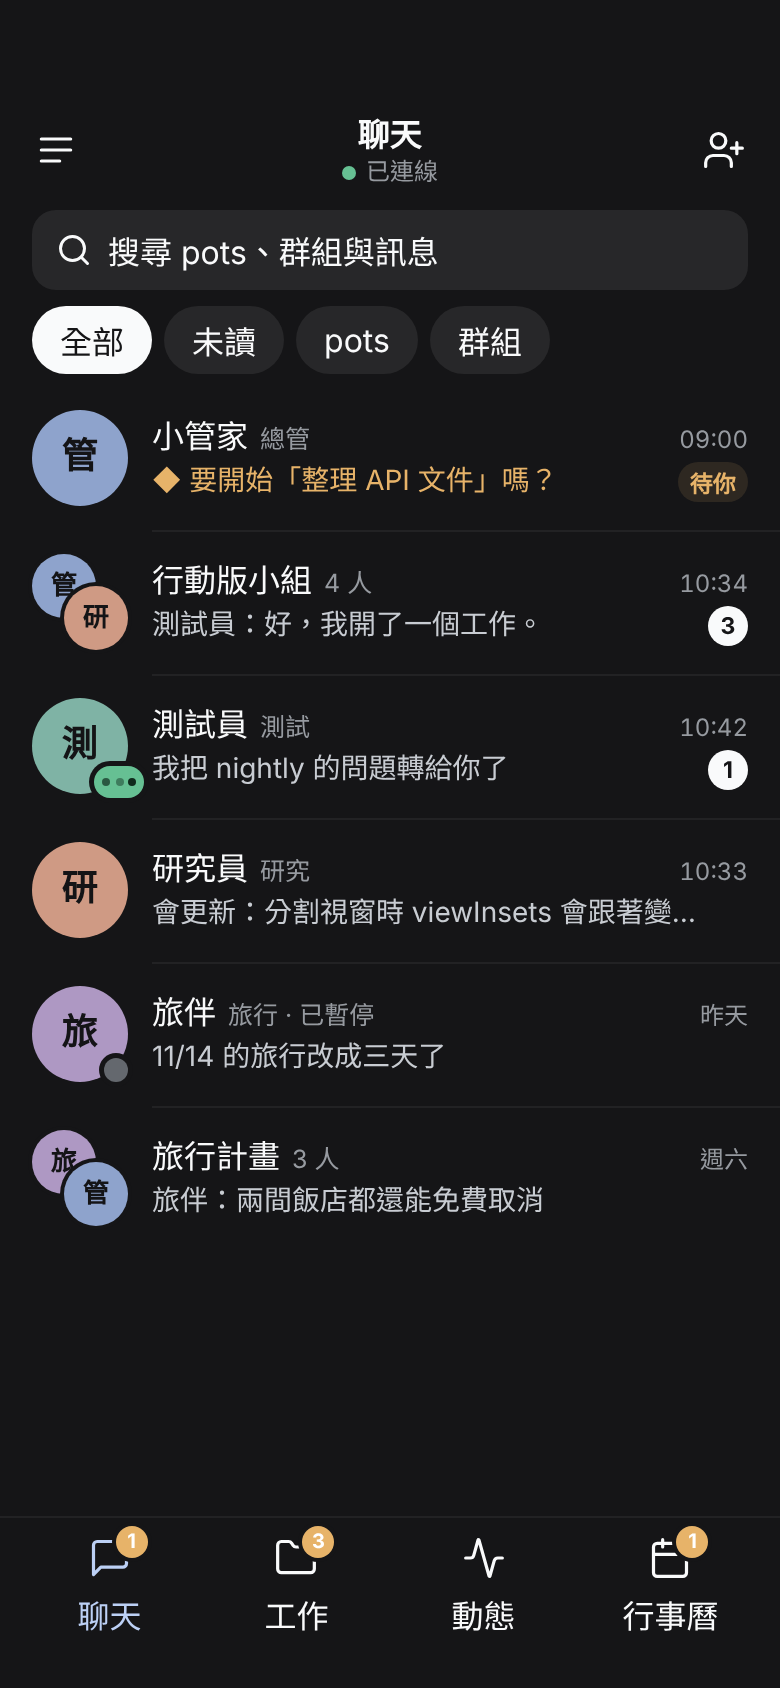 聊天
已連線
搜尋 pots、群組與訊息
全部 未讀 pots 群組
管
小管家 總管 09:00
◆ 要開始「整理 API 文件」嗎？ 待你
管 研
行動版小組 4 人 10:34
測試員：好，我開了一個工作。 3
測
測試員 測試 10:42
我把 nightly 的問題轉給你了 1
研
研究員 研究 10:33
會更新：分割視窗時 viewInsets 會跟著變...
旅
旅伴 旅行 · 已暫停 昨天
11/14 的旅行改成三天了
旅 管
旅行計畫 3 人 週六
旅伴：兩間飯店都還能免費取消
1 3 1
聊天 工作 動態 行事曆